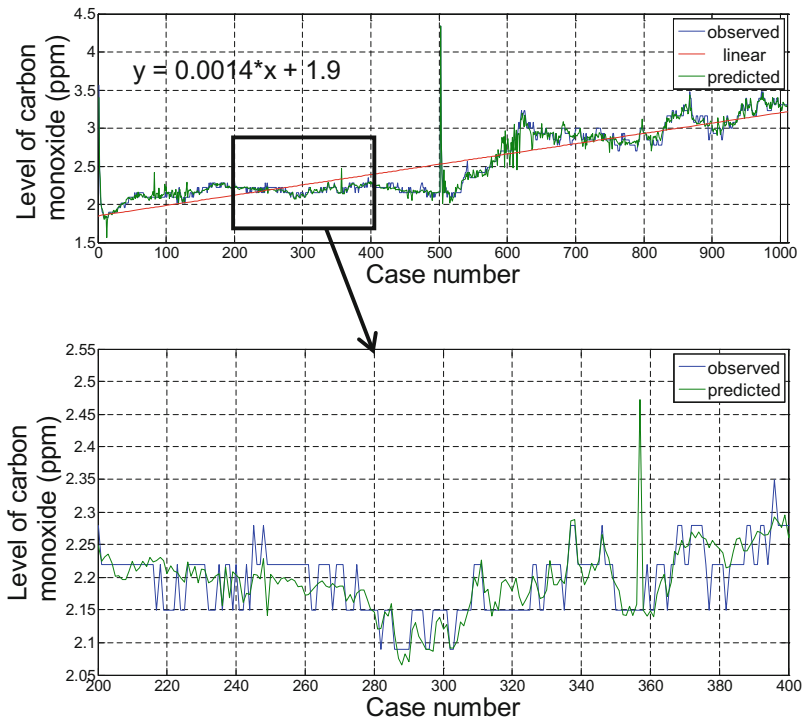 Level of carbon
monoxide (ppm)
4.5
4
3.5
3
2.5
2
1.5
y = 0.0014*x + 1.9
observed
linear
predicted
0 100 200 300 400 500 600 700 800 900 1000
Case number
Level of carbon
monoxide (ppm)
2.55
2.5
2.45
2.4
2.35
2.3
2.25
2.2
2.15
2.1
2.05
observed
predicted
200 220 240 260 280 300 320 340 360 380 400
Case number